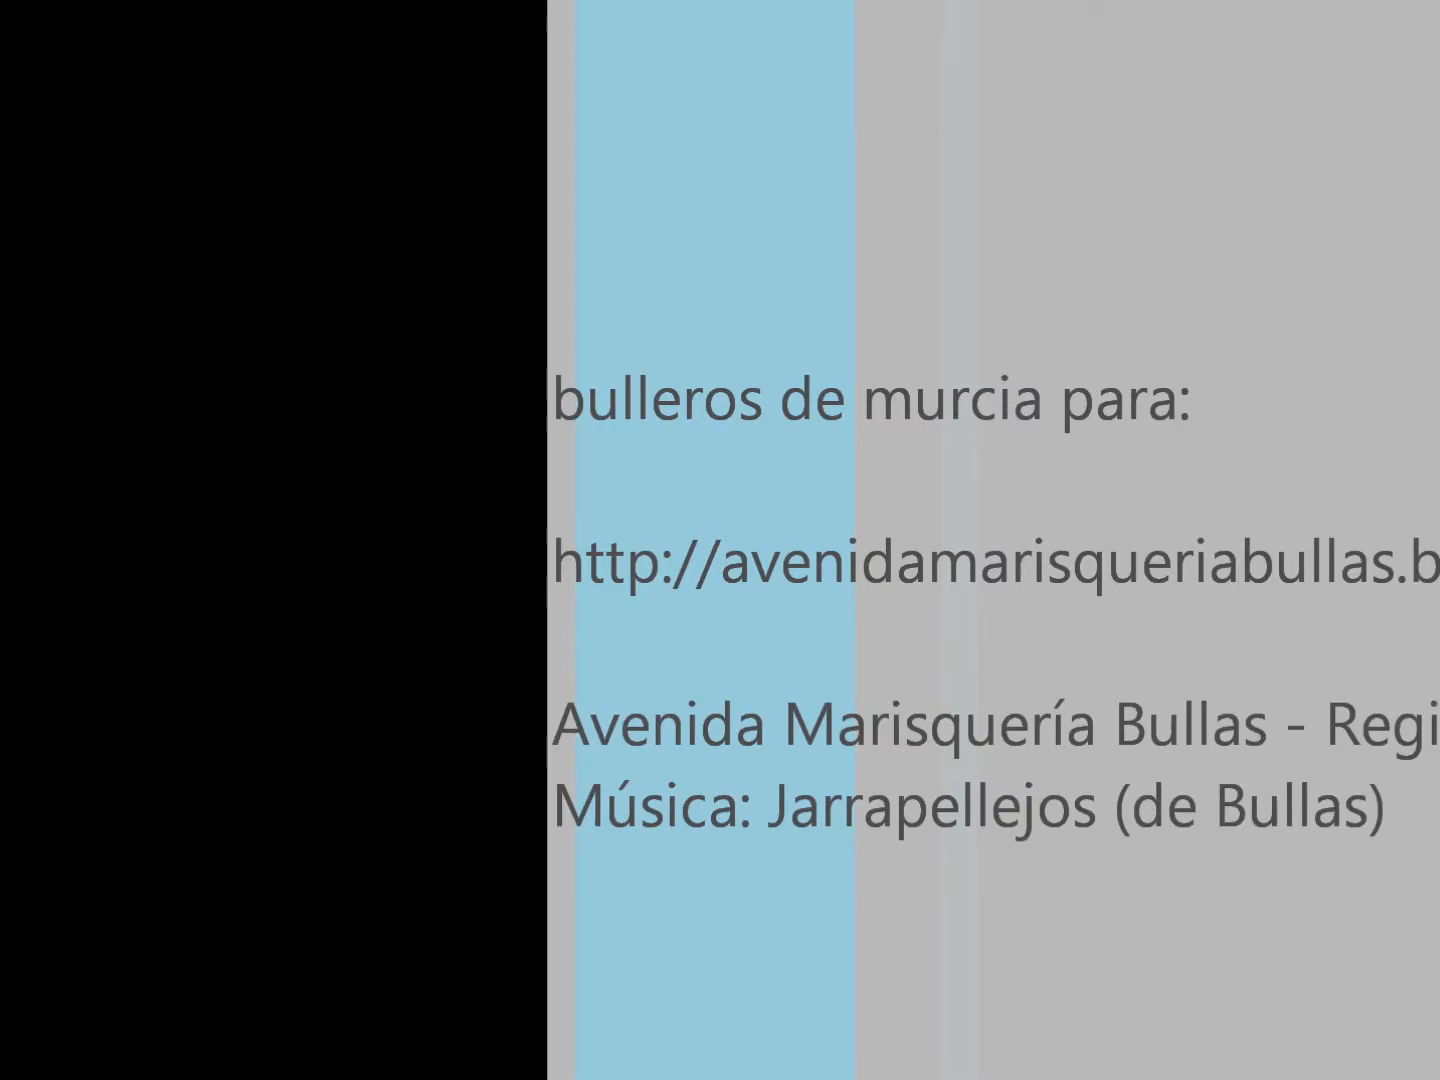 bulleros de murcia para:
http://avenidamarisqueriabullas.b
Avenida Marisquería Bullas - Regi
Música: Jarrapellejos (de Bullas)